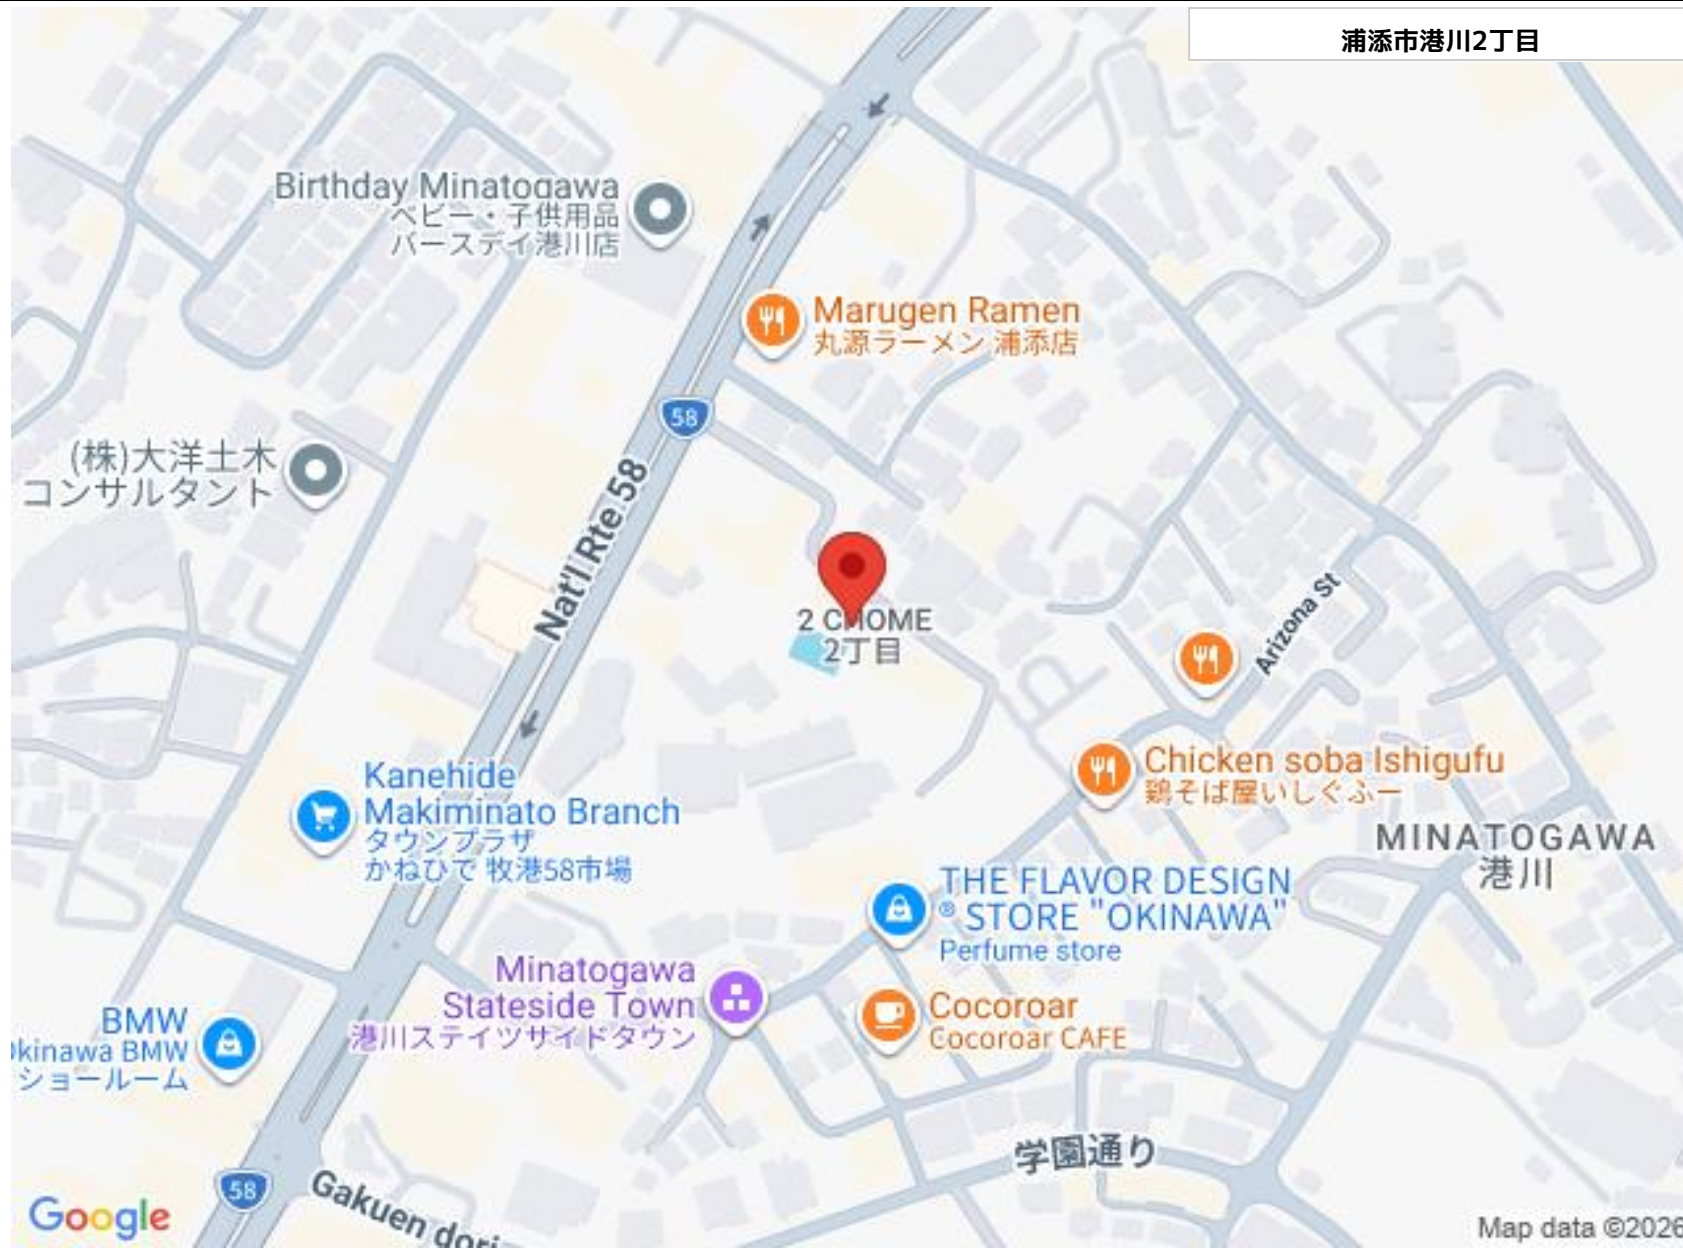 浦添市港川2丁目
Birthday Minatogawa
ベビー・子供用品
バースデイ港川店
Marugen Ramen
丸源ラーメン 浦添店
58
(株)大洋土木
コンサルタント
Nat'l Rte 58
2 CHOME
2丁目
Arizona St
Kanehide
Makiminato Branch
タウンプラザ
かねひで 牧港58市場
Chicken soba Ishigufu
鶏そば屋いしぐふー
MINATOGAWA
港川
THE FLAVOR DESIGN
® STORE "OKINAWA"
Perfume store
Minatogawa
Stateside Town
港川ステイツサイドタウン
Cocoroar
Cocoroar CAFE
BMW
kinawa BMW
ショールーム
学園通り
58
Gakuen dori
Google
Map data ©2026